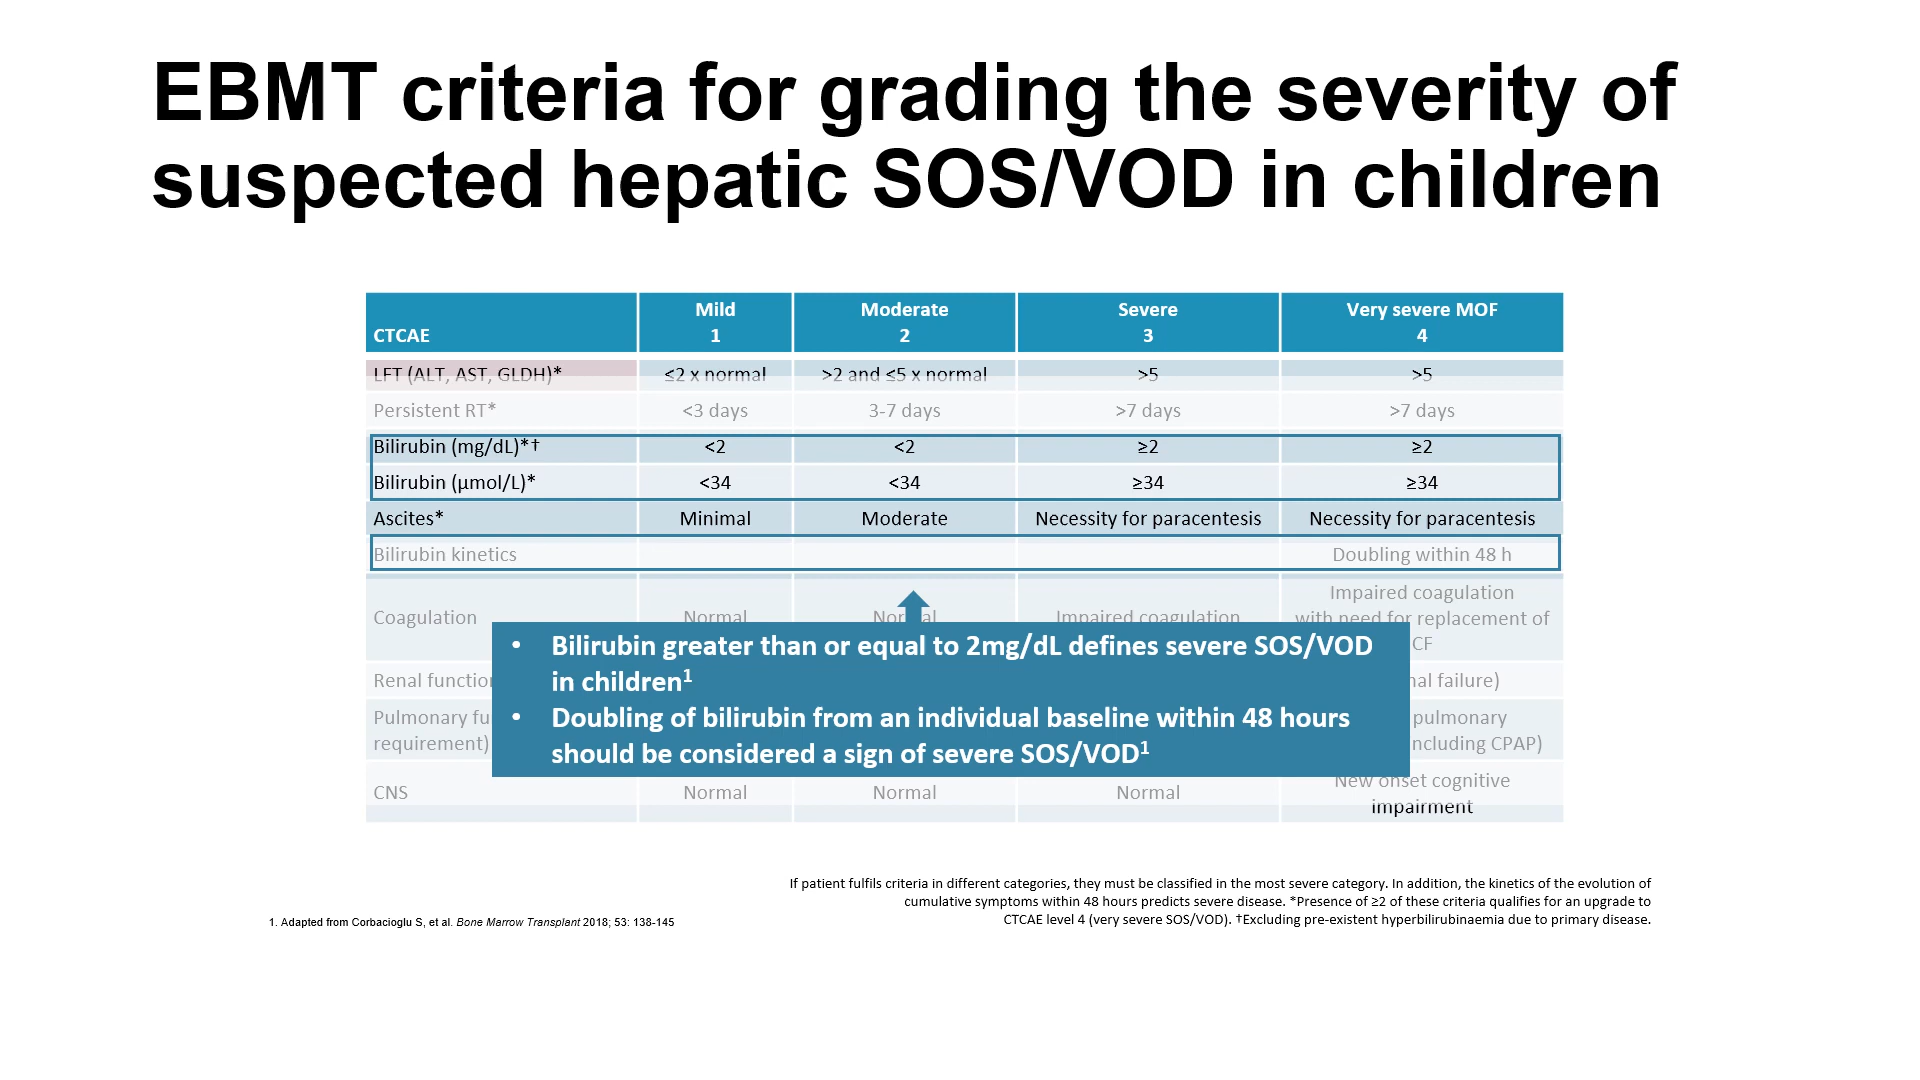 EBMT criteria for grading the severity of
suspected hepatic SOS/VOD in children
CTCAE
Mild
1
Moderate
2
Severe
3
Very severe MOF
4
LFT (ALT, AST, GLDH)* ≤2 x normal >2 and ≤5 x normal >5 >5
Persistent RT* <3 days 3-7 days >7 days >7 days
Bilirubin (mg/dL)*† <2 <2 ≥2 ≥2
Bilirubin (µmol/L)* <34 <34 ≥34 ≥34
Ascites* Minimal Moderate Necessity for paracentesis Necessity for paracentesis
Bilirubin kinetics Doubling within 48 h
Coagulation Normal Normal Impaired coagulation
Impaired coagulation
with need for replacement of
CF
Renal function
failure)
Pulmonary
requirement)
pulmonary
including CPAP)
CNS Normal Normal Normal
New onset cognitive
impairment
• Bilirubin greater than or equal to 2mg/dL defines severe SOS/VOD
in children1
• Doubling of bilirubin from an individual baseline within 48 hours
should be considered a sign of severe SOS/VOD1
If patient fulfils criteria in different categories, they must be classified in the most severe category. In addition, the kinetics of the evolution of
cumulative symptoms within 48 hours predicts severe disease. *Presence of ≥2 of these criteria qualifies for an upgrade to
CTCAE level 4 (very severe SOS/VOD). †Excluding pre-existent hyperbilirubinaemia due to primary disease.
1. Adapted from Corbacioglu S, et al. Bone Marrow Transplant 2018; 53: 138-145